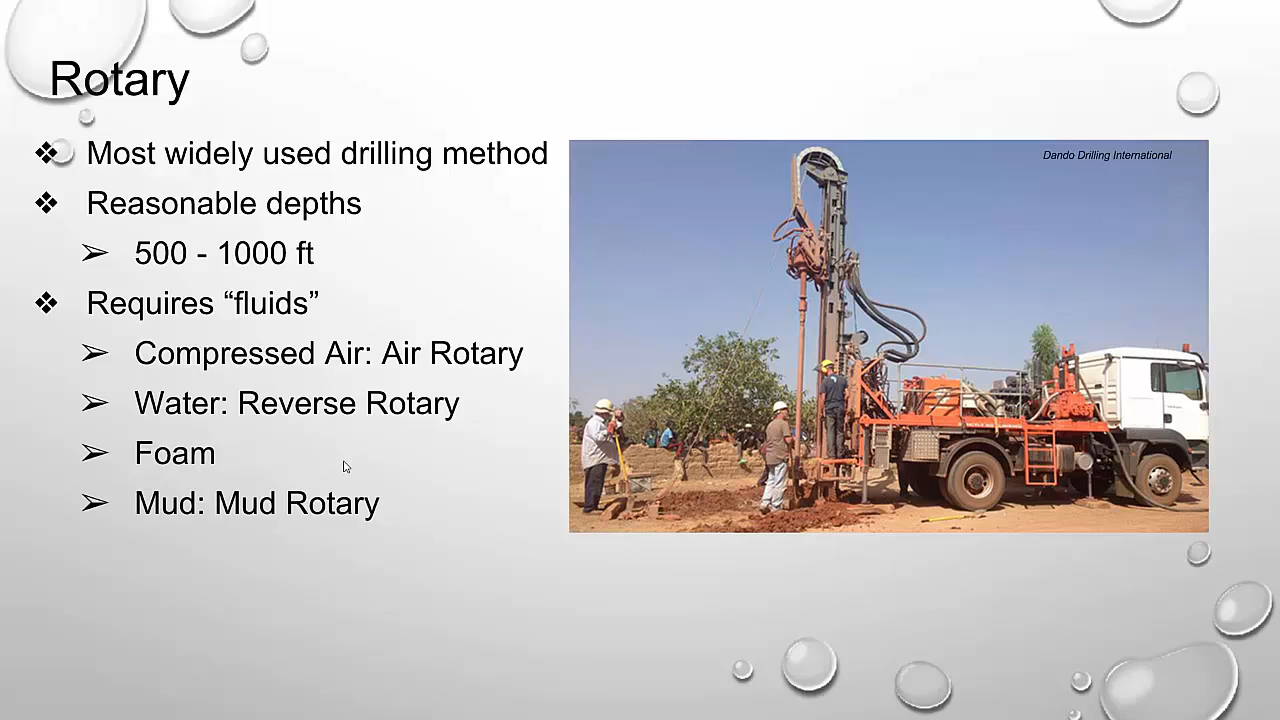 Rotary
❖ Most widely used drilling method
❖ Reasonable depths
➢ 500 - 1000 ft
❖ Requires “fluids”
➢ Compressed Air: Air Rotary
➢ Water: Reverse Rotary
➢ Foam
➢ Mud: Mud Rotary
Dando Drilling International